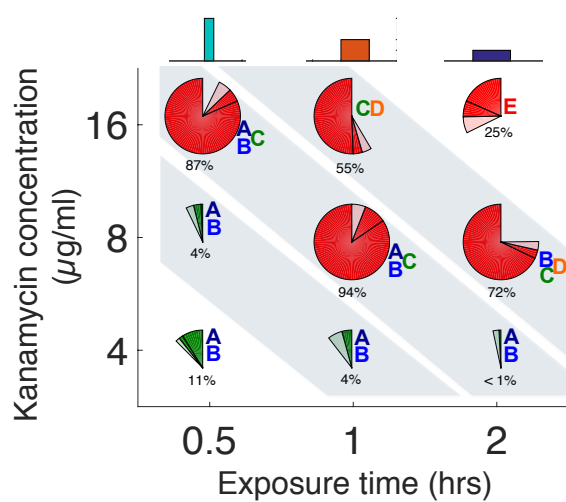 Kanamycin concentration
(µg/ml)
16
8
4
A
B C
87%
C D
55%
E
25%
A
B
4%
A
B C
94%
B
C D
72%
A
B
11%
A
B
4%
A
B
< 1%
0.5
1
2
Exposure time (hrs)